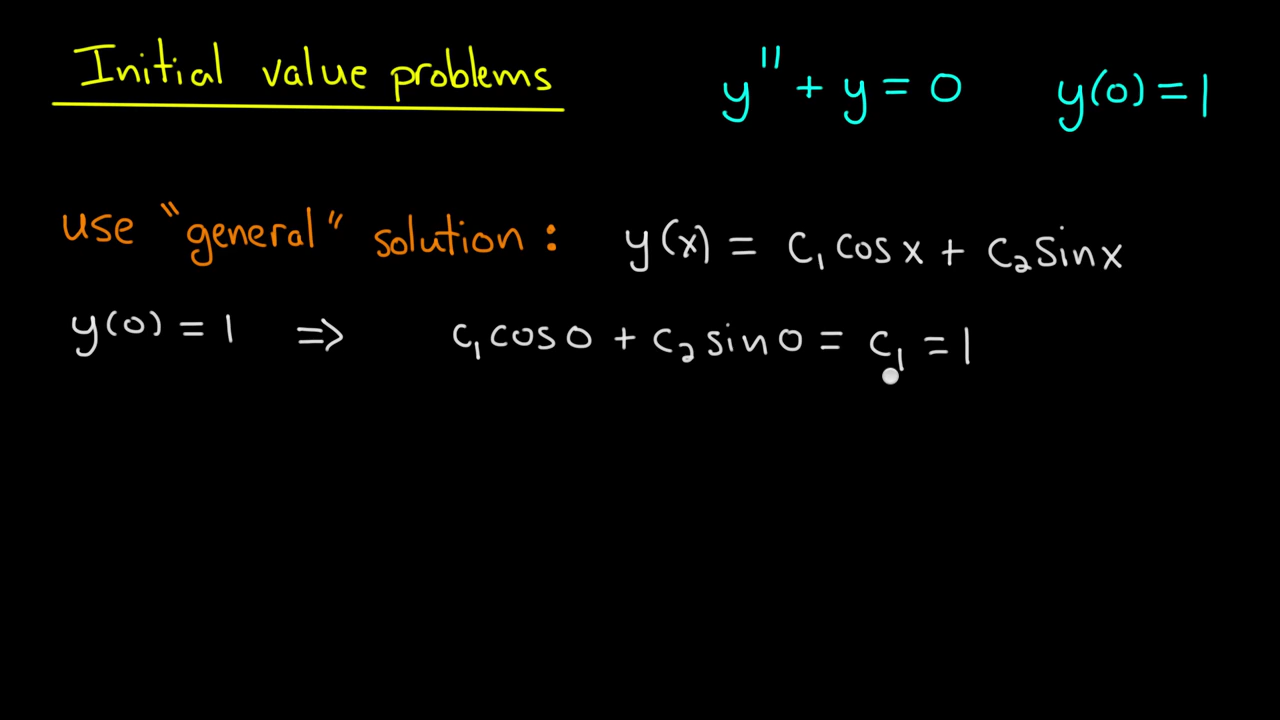 Initial value problems
y'' + y = 0 y(0) = 1
use "general" solution : y(x) = c₁ cos x + c₂ sin x
y(0) = 1 ⇒ c₁ cos 0 + c₂ sin 0 = c₁ = 1